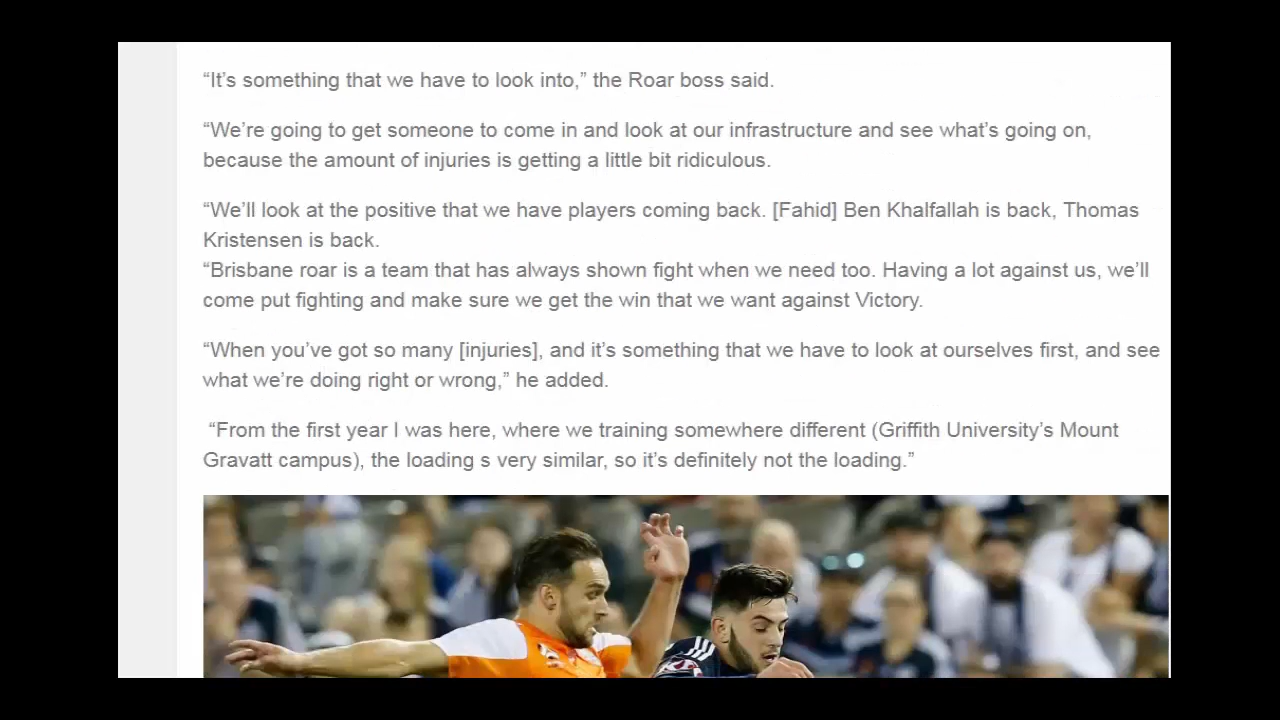 “It’s something that we have to look into,” the Roar boss said.
“We’re going to get someone to come in and look at our infrastructure and see what’s going on,
because the amount of injuries is getting a little bit ridiculous.
“We’ll look at the positive that we have players coming back. [Fahid] Ben Khalfallah is back, Thomas
Kristensen is back.
“Brisbane roar is a team that has always shown fight when we need too. Having a lot against us, we’ll
come put fighting and make sure we get the win that we want against Victory.
“When you’ve got so many [injuries], and it’s something that we have to look at ourselves first, and see
what we’re doing right or wrong,” he added.
“From the first year I was here, where we training somewhere different (Griffith University’s Mount
Gravatt campus), the loading s very similar, so it’s definitely not the loading.”